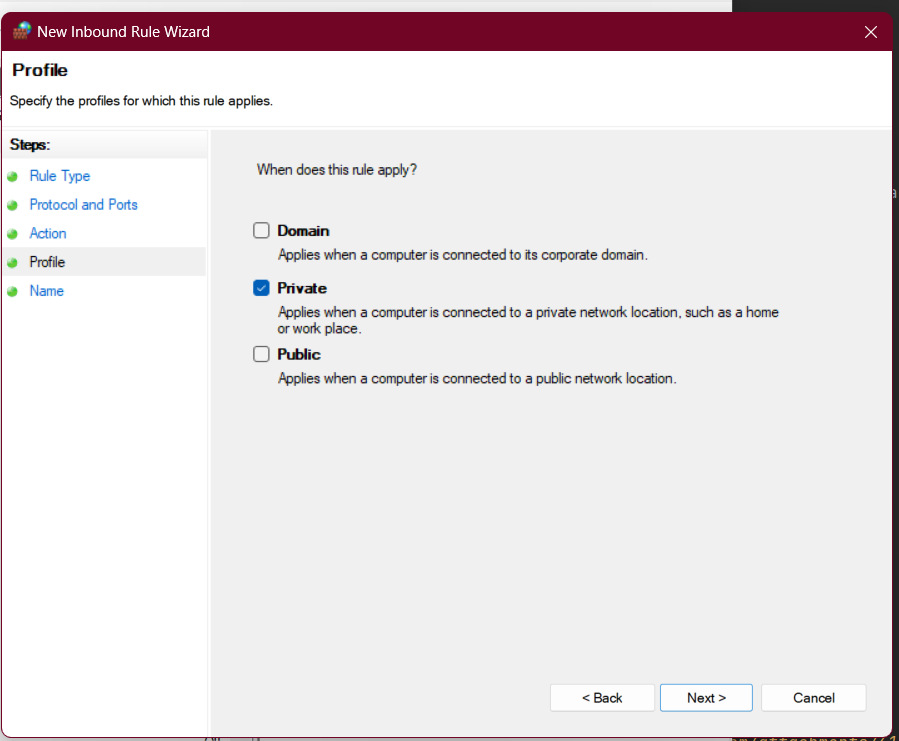 New Inbound Rule Wizard
Profile
Specify the profiles for which this rule applies.
Steps:
Rule Type
Protocol and Ports
Action
Profile
Name
When does this rule apply?
Domain
Applies when a computer is connected to its corporate domain.
Private
Applies when a computer is connected to a private network location, such as a home
or work place.
Public
Applies when a computer is connected to a public network location.
< Back
Next >
Cancel